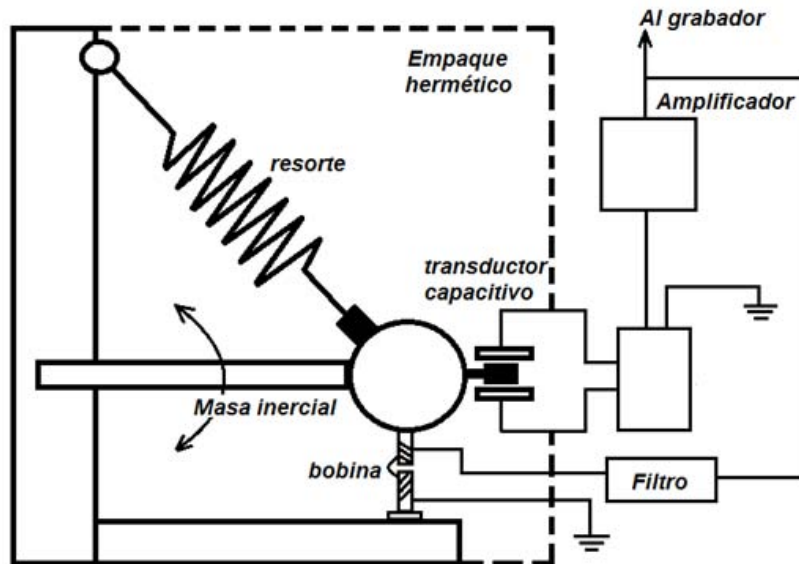 Al grabador
Empaque
hermético
Amplificador
resorte
transductor
capacitivo
Masa inercial
bobina
Filtro